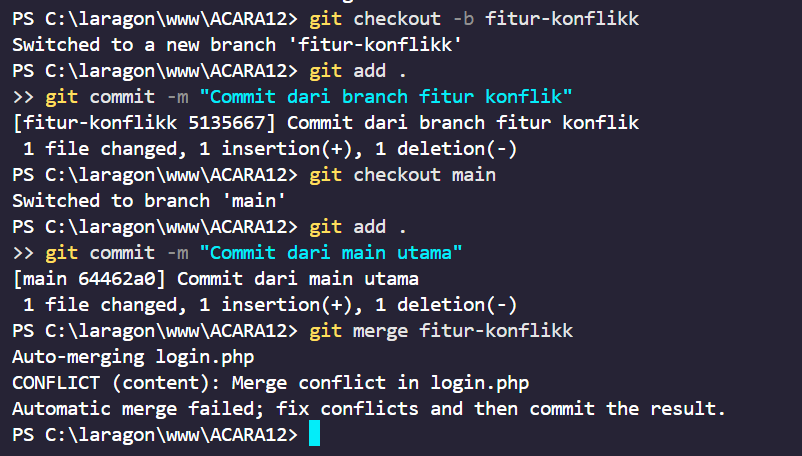 PS C:\laragon\www\ACARA12> git checkout -b fitur-konflikk
Switched to a new branch 'fitur-konflikk'
PS C:\laragon\www\ACARA12> git add .
>> git commit -m "Commit dari branch fitur konflik"
[fitur-konflikk 5135667] Commit dari branch fitur konflik
 1 file changed, 1 insertion(+), 1 deletion(-)
PS C:\laragon\www\ACARA12> git checkout main
Switched to branch 'main'
PS C:\laragon\www\ACARA12> git add .
>> git commit -m "Commit dari main utama"
[main 64462a0] Commit dari main utama
 1 file changed, 1 insertion(+), 1 deletion(-)
PS C:\laragon\www\ACARA12> git merge fitur-konflikk
Auto-merging login.php
CONFLICT (content): Merge conflict in login.php
Automatic merge failed; fix conflicts and then commit the result.
PS C:\laragon\www\ACARA12>